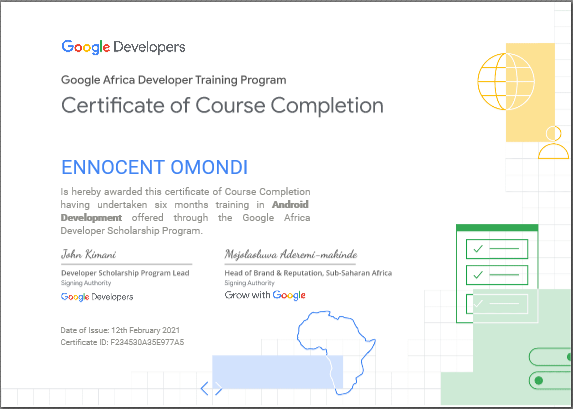 Google Developers
Google Africa Developer Training Program
Certificate of Course Completion
ENNOCENT OMONDI
Is hereby awarded this certificate of Course Completion
having undertaken six months training in Android
Development offered through the Google Africa
Developer Scholarship Program.
John Kimani
Developer Scholarship Program Lead
Signing Authority
Google Developers
Mojolaoluwa Aderemi-makinde
Head of Brand & Reputation, Sub-Saharan Africa
Signing Authority
Grow with Google
Date of Issue: 12th February 2021
Certificate ID: F234530A35E977A5